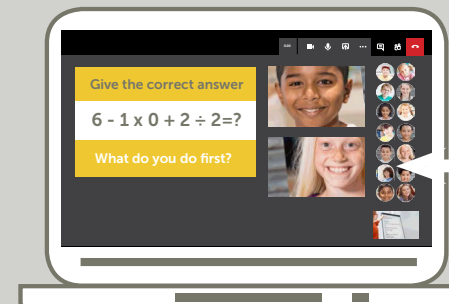 Give the correct answer
6 - 1 x 0 + 2 ÷ 2=?
What do you do first?